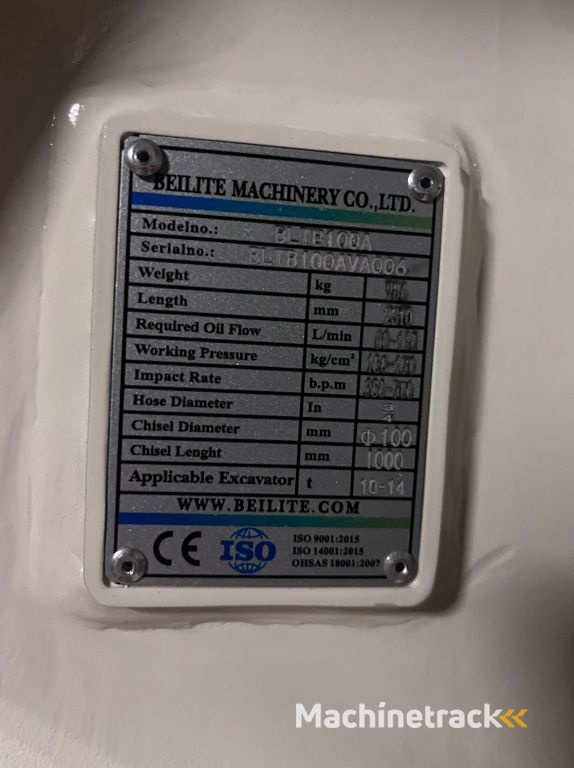 BEILITE MACHINERY CO.,LTD.
Modelno.: BLTB100A
Serialno.: BLTB100AVA006
Weight kg
Length mm
Required Oil Flow L/min
Working Pressure kg/cm²
Impact Rate b.p.m
Hose Diameter In 3/4
Chisel Diameter mm Φ100
Chisel Lenght mm 1000
Applicable Excavator t 10-14
WWW.BEILITE.COM
CE ISO ISO 9001:2015
ISO 14001:2015
OHSAS 18001:2007
Machinetrack